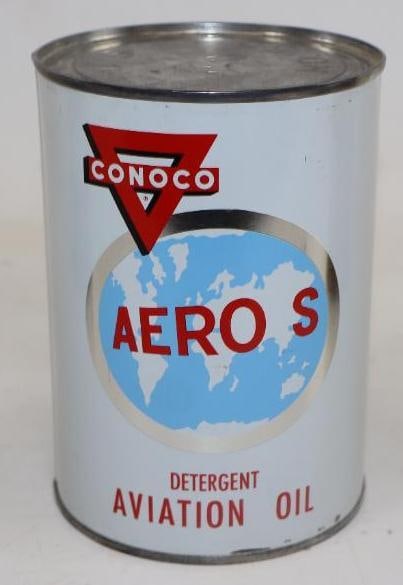 CONOCO
®
AERO S
DETERGENT
AVIATION OIL